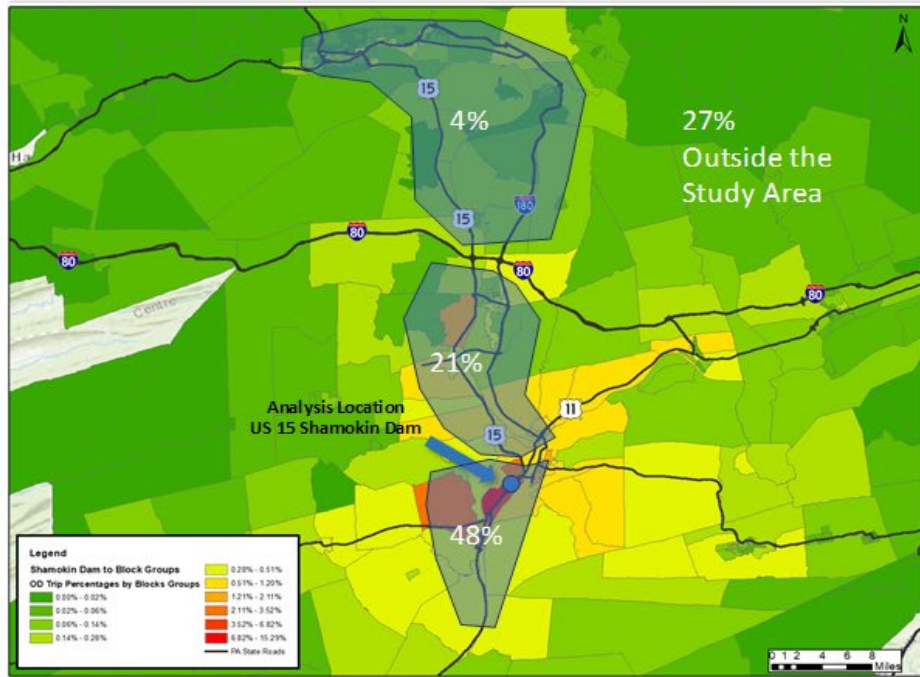 N
15
4%
27%
Outside the
Study Area
Ha
180
15
80
80
80
80
Centre
21%
11
Analysis Location
US 15 Shamokin Dam
15
48%
Legend
Shamokin Dam to Block Groups
OD Trip Percentages by Blocks Groups
0.00% - 0.02%
0.02% - 0.06%
0.06% - 0.14%
0.14% - 0.28%
0.28% - 0.51%
0.51% - 1.20%
1.21% - 2.11%
2.11% - 3.52%
3.52% - 6.82%
6.82% - 15.29%
PA State Roads
0 1 2 4 6 8
Miles